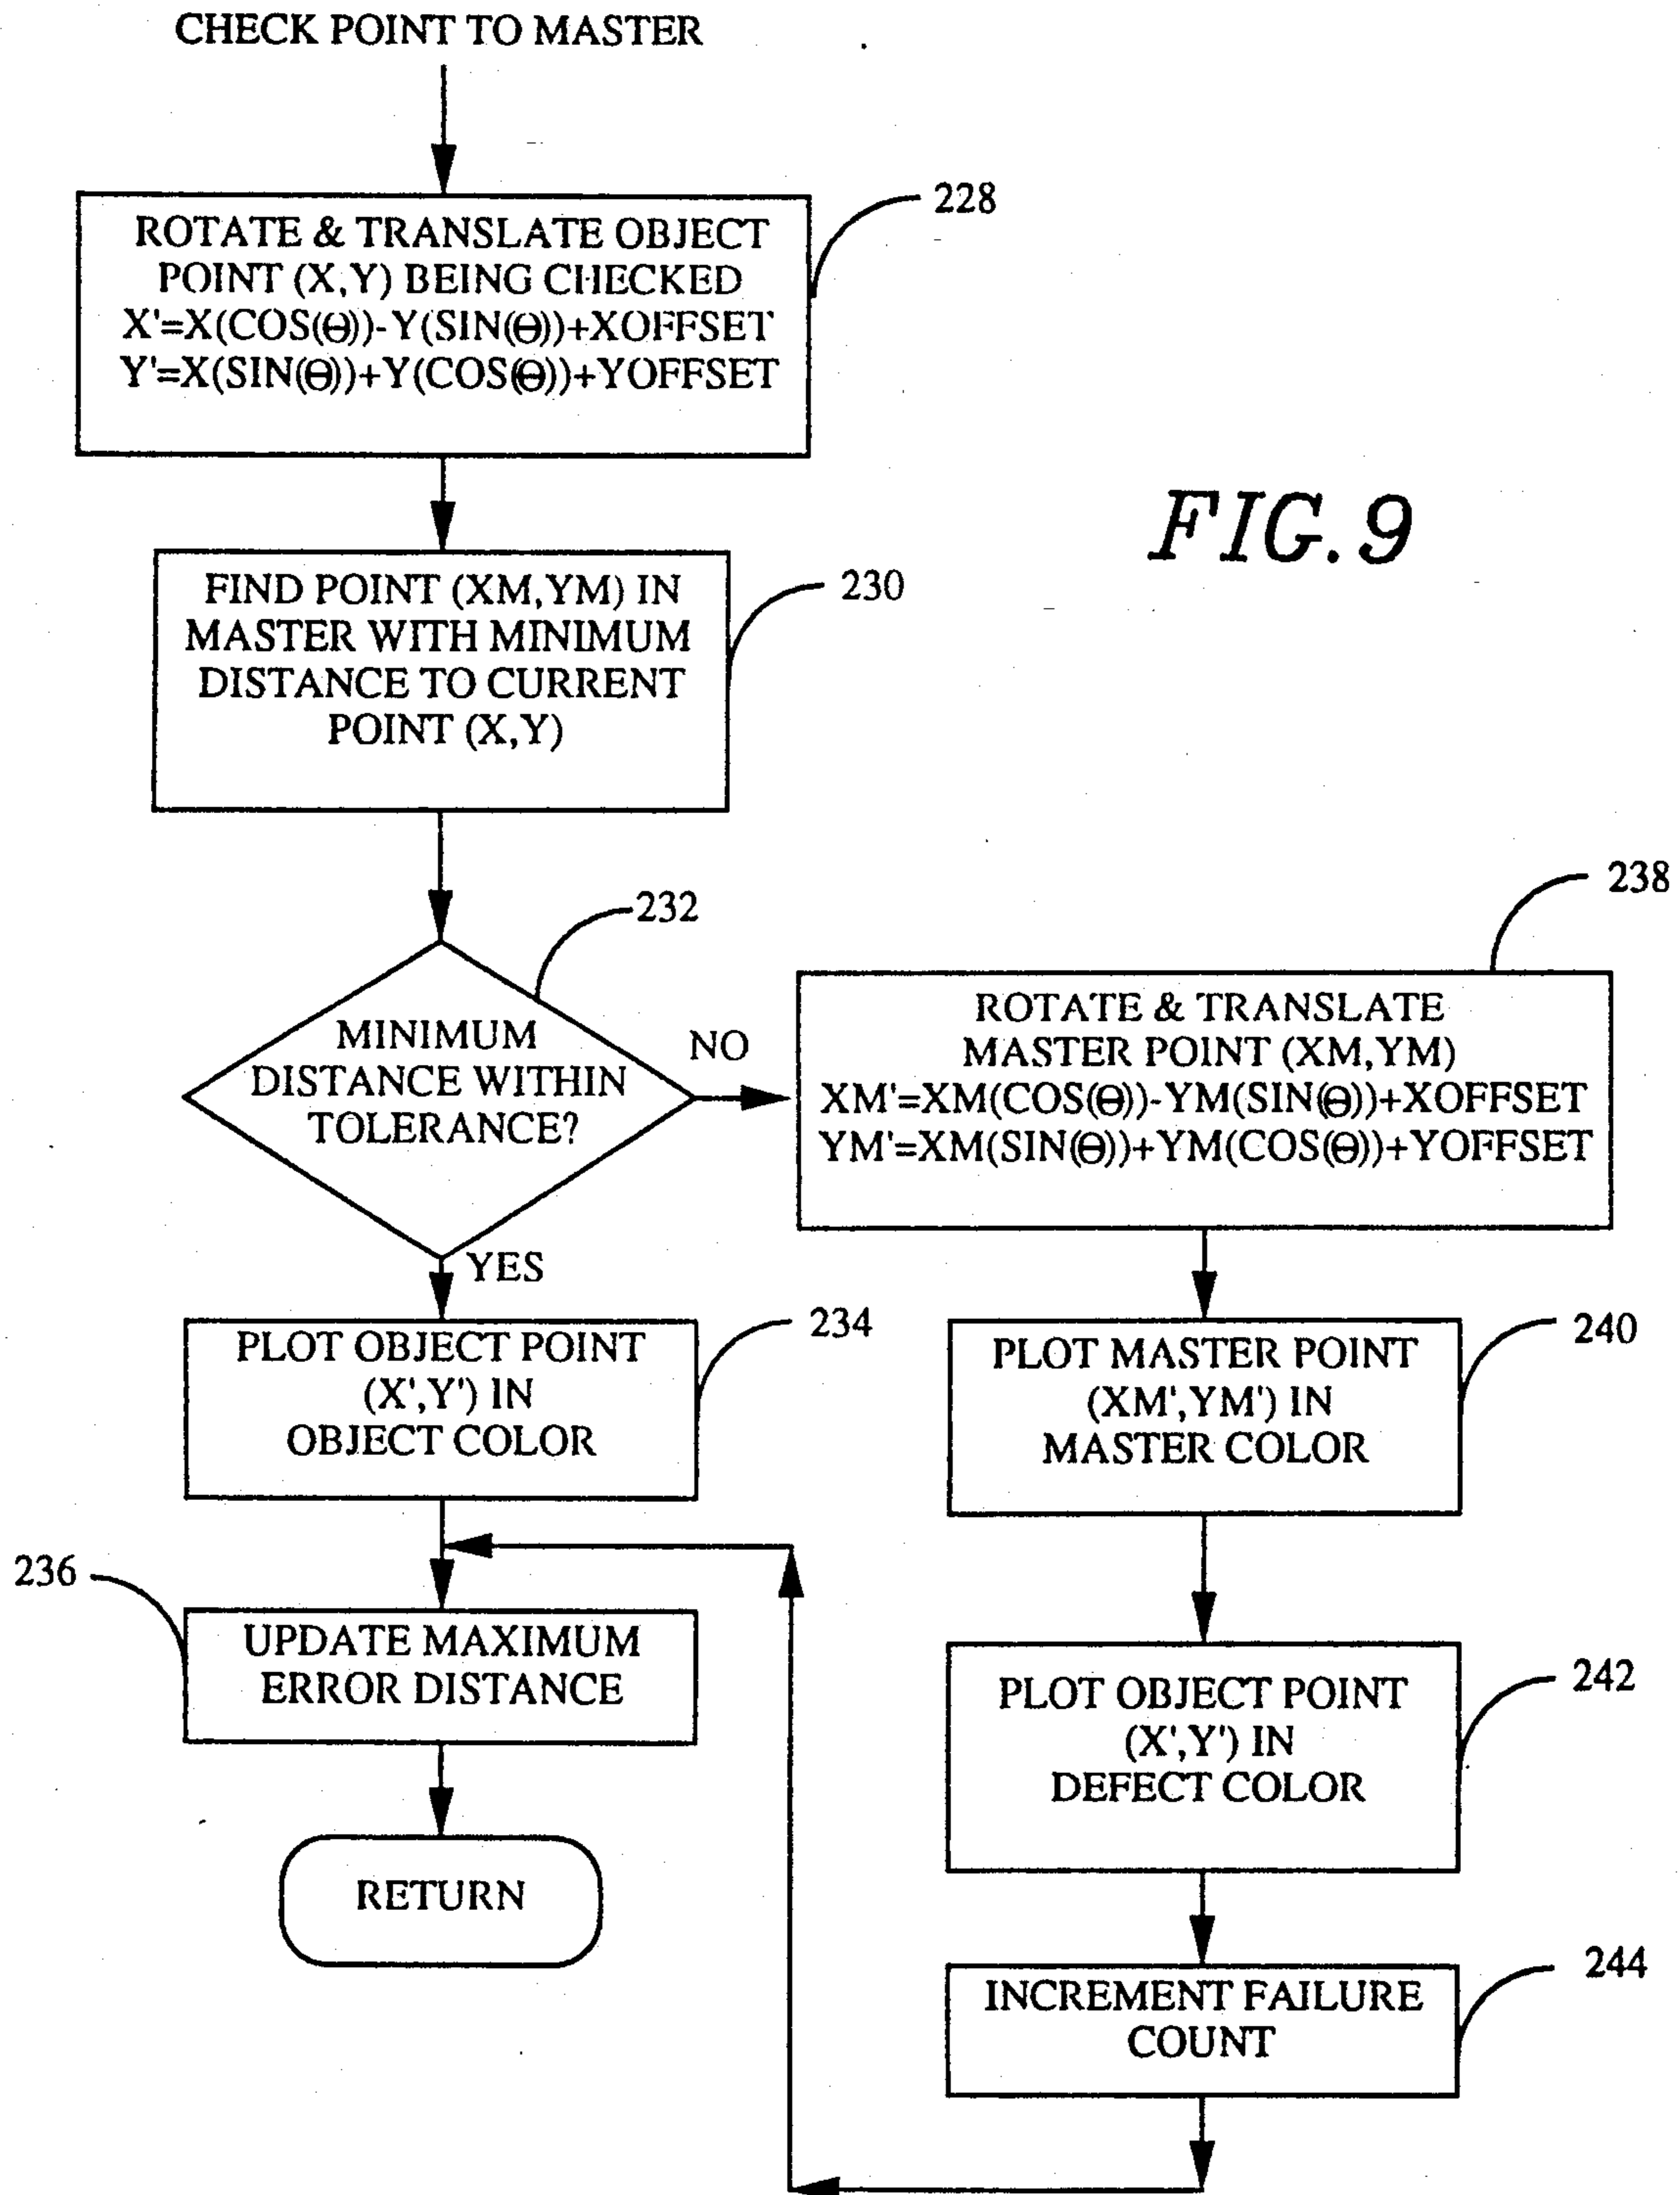 CHECK POINT TO MASTER
228
ROTATE & TRANSLATE OBJECT
POINT (X,Y) BEING CHECKED
X'=X(COS(Θ))-Y(SIN(Θ))+XOFFSET
Y'=X(SIN(Θ))+Y(COS(Θ))+YOFFSET
FIG. 9
230
FIND POINT (XM,YM) IN
MASTER WITH MINIMUM
DISTANCE TO CURRENT
POINT (X,Y)
232
MINIMUM
DISTANCE WITHIN
TOLERANCE?
NO
YES
238
ROTATE & TRANSLATE
MASTER POINT (XM,YM)
XM'=XM(COS(Θ))-YM(SIN(Θ))+XOFFSET
YM'=XM(SIN(Θ))+YM(COS(Θ))+YOFFSET
234
PLOT OBJECT POINT
(X',Y') IN
OBJECT COLOR
240
PLOT MASTER POINT
(XM',YM') IN
MASTER COLOR
236
UPDATE MAXIMUM
ERROR DISTANCE
242
PLOT OBJECT POINT
(X',Y') IN
DEFECT COLOR
RETURN
244
INCREMENT FAILURE
COUNT